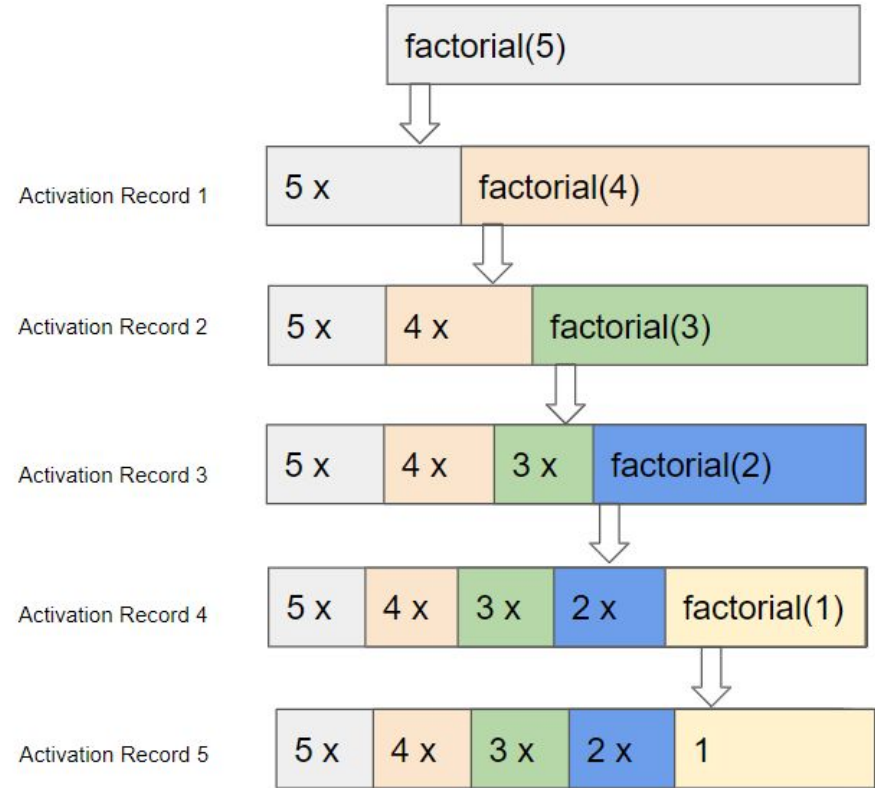 factorial(5)
Activation Record 1 5 x factorial(4)
Activation Record 2 5 x 4 x factorial(3)
Activation Record 3 5 x 4 x 3 x factorial(2)
Activation Record 4 5 x 4 x 3 x 2 x factorial(1)
Activation Record 5 5 x 4 x 3 x 2 x 1